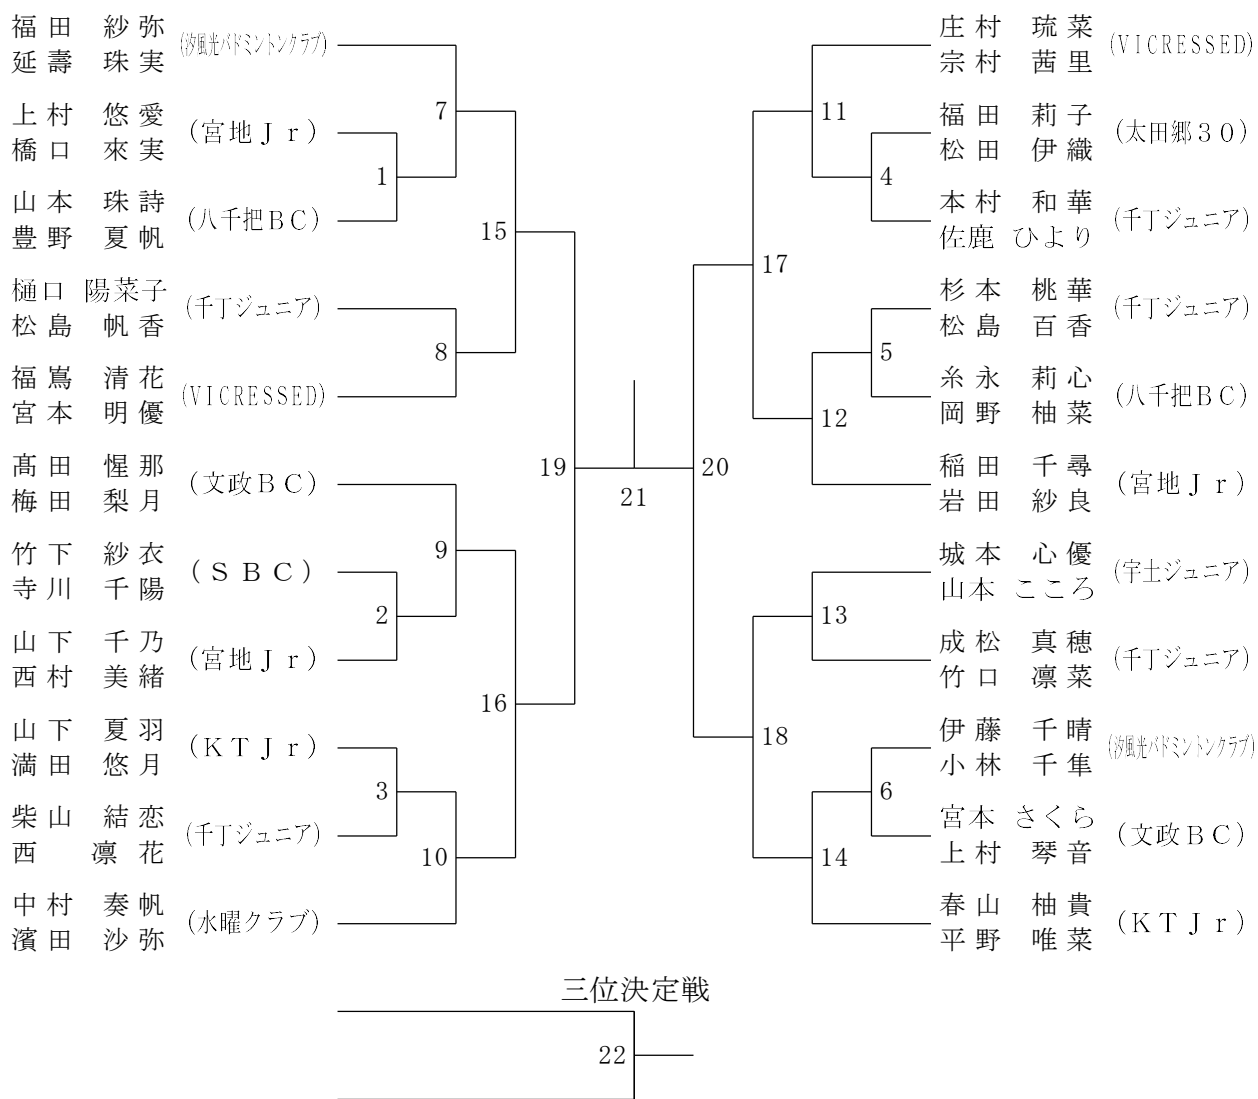 福田 紗弥
延壽 珠実
(汐風光バドミントンクラブ)
7
上村 悠愛
橋口 來実
(宮地Ｊｒ)
1
山本 珠詩
豊野 夏帆
(八千把ＢＣ)
15
樋口 陽菜子
松島 帆香
(千丁ジュニア)
8
福嶌 清花
宮本 明優
(VICRESSED)
髙田 惺那
梅田 梨月
(文政ＢＣ)
19
9
竹下 紗衣
寺川 千陽
(ＳＢＣ)
2
山下 千乃
西村 美緒
(宮地Ｊｒ)
16
山下 夏羽
満田 悠月
(ＫＴＪｒ)
3
柴山 結恋
西 凛花
(千丁ジュニア)
10
中村 奏帆
濱田 沙弥
(水曜クラブ)
21
庄村 琉菜
宗村 茜里
(VICRESSED)
11
福田 莉子
松田 伊織
(太田郷３０)
4
本村 和華
佐鹿 ひより
(千丁ジュニア)
17
杉本 桃華
松島 百香
(千丁ジュニア)
5
糸永 莉心
岡野 柚菜
(八千把ＢＣ)
12
稲田 千尋
岩田 紗良
(宮地Ｊｒ)
20
城本 心優
山本 こころ
(宇土ジュニア)
13
成松 真穂
竹口 凛菜
(千丁ジュニア)
18
伊藤 千晴
小林 千隼
(汐風光バドミントンクラブ)
6
宮本 さくら
上村 琴音
(文政ＢＣ)
14
春山 柚貴
平野 唯菜
(ＫＴＪｒ)
三位決定戦
22